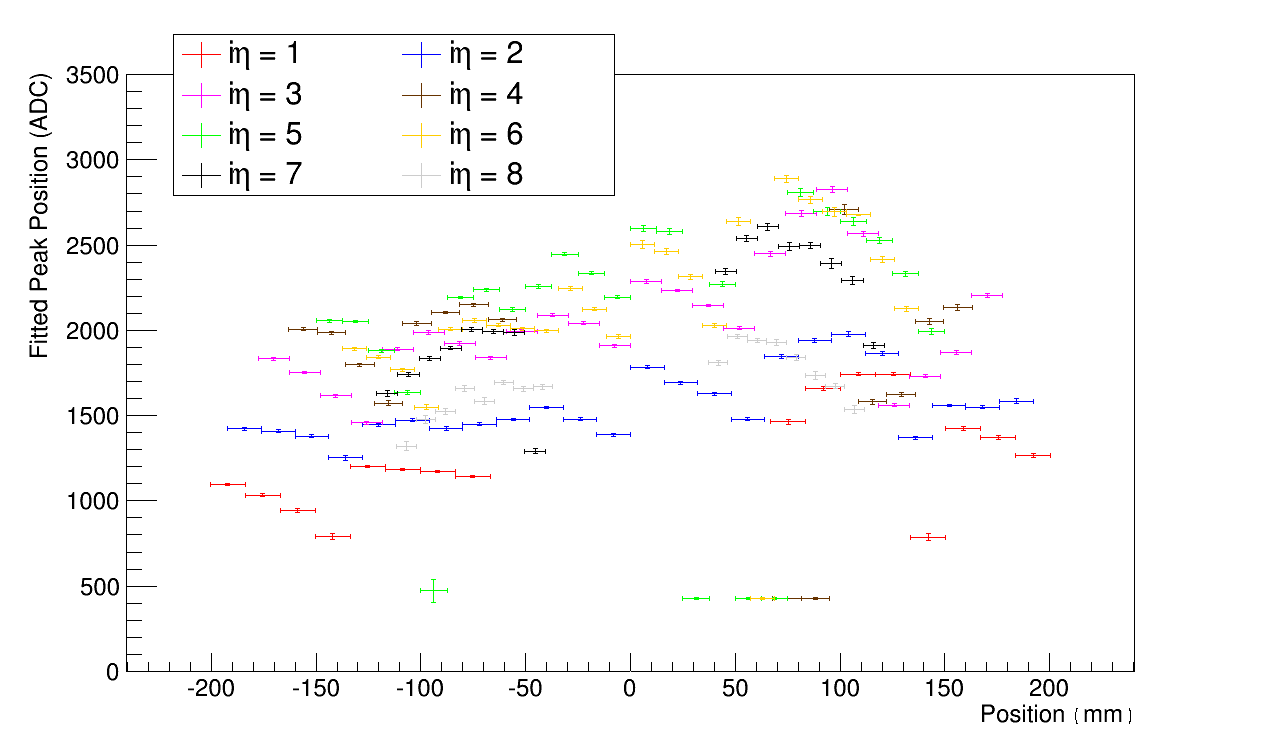 iη = 1 iη = 2
iη = 3 iη = 4
iη = 5 iη = 6
iη = 7 iη = 8
Fitted Peak Position (ADC)
3500
3000
2500
2000
1500
1000
500
0
-200 -150 -100 -50 0 50 100 150 200
Position (mm)